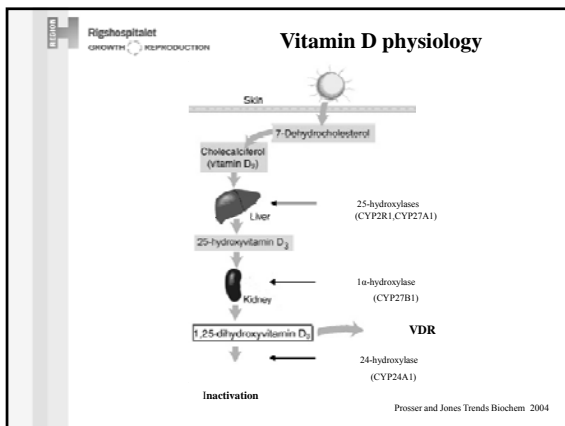 REGION
Rigshospitalet
GROWTH REPRODUCTION
Vitamin D physiology
Skin
7-Dehydrocholesterol
Cholecalciferol
(vitamin D3)
Liver
25-hydroxylases
(CYP2R1,CYP27A1)
25-hydroxyvitamin D3
1α-hydroxylase
(CYP27B1)
Kidney
1,25-dihydroxyvitamin D3
VDR
24-hydroxylase
(CYP24A1)
Inactivation
Prosser and Jones Trends Biochem 2004